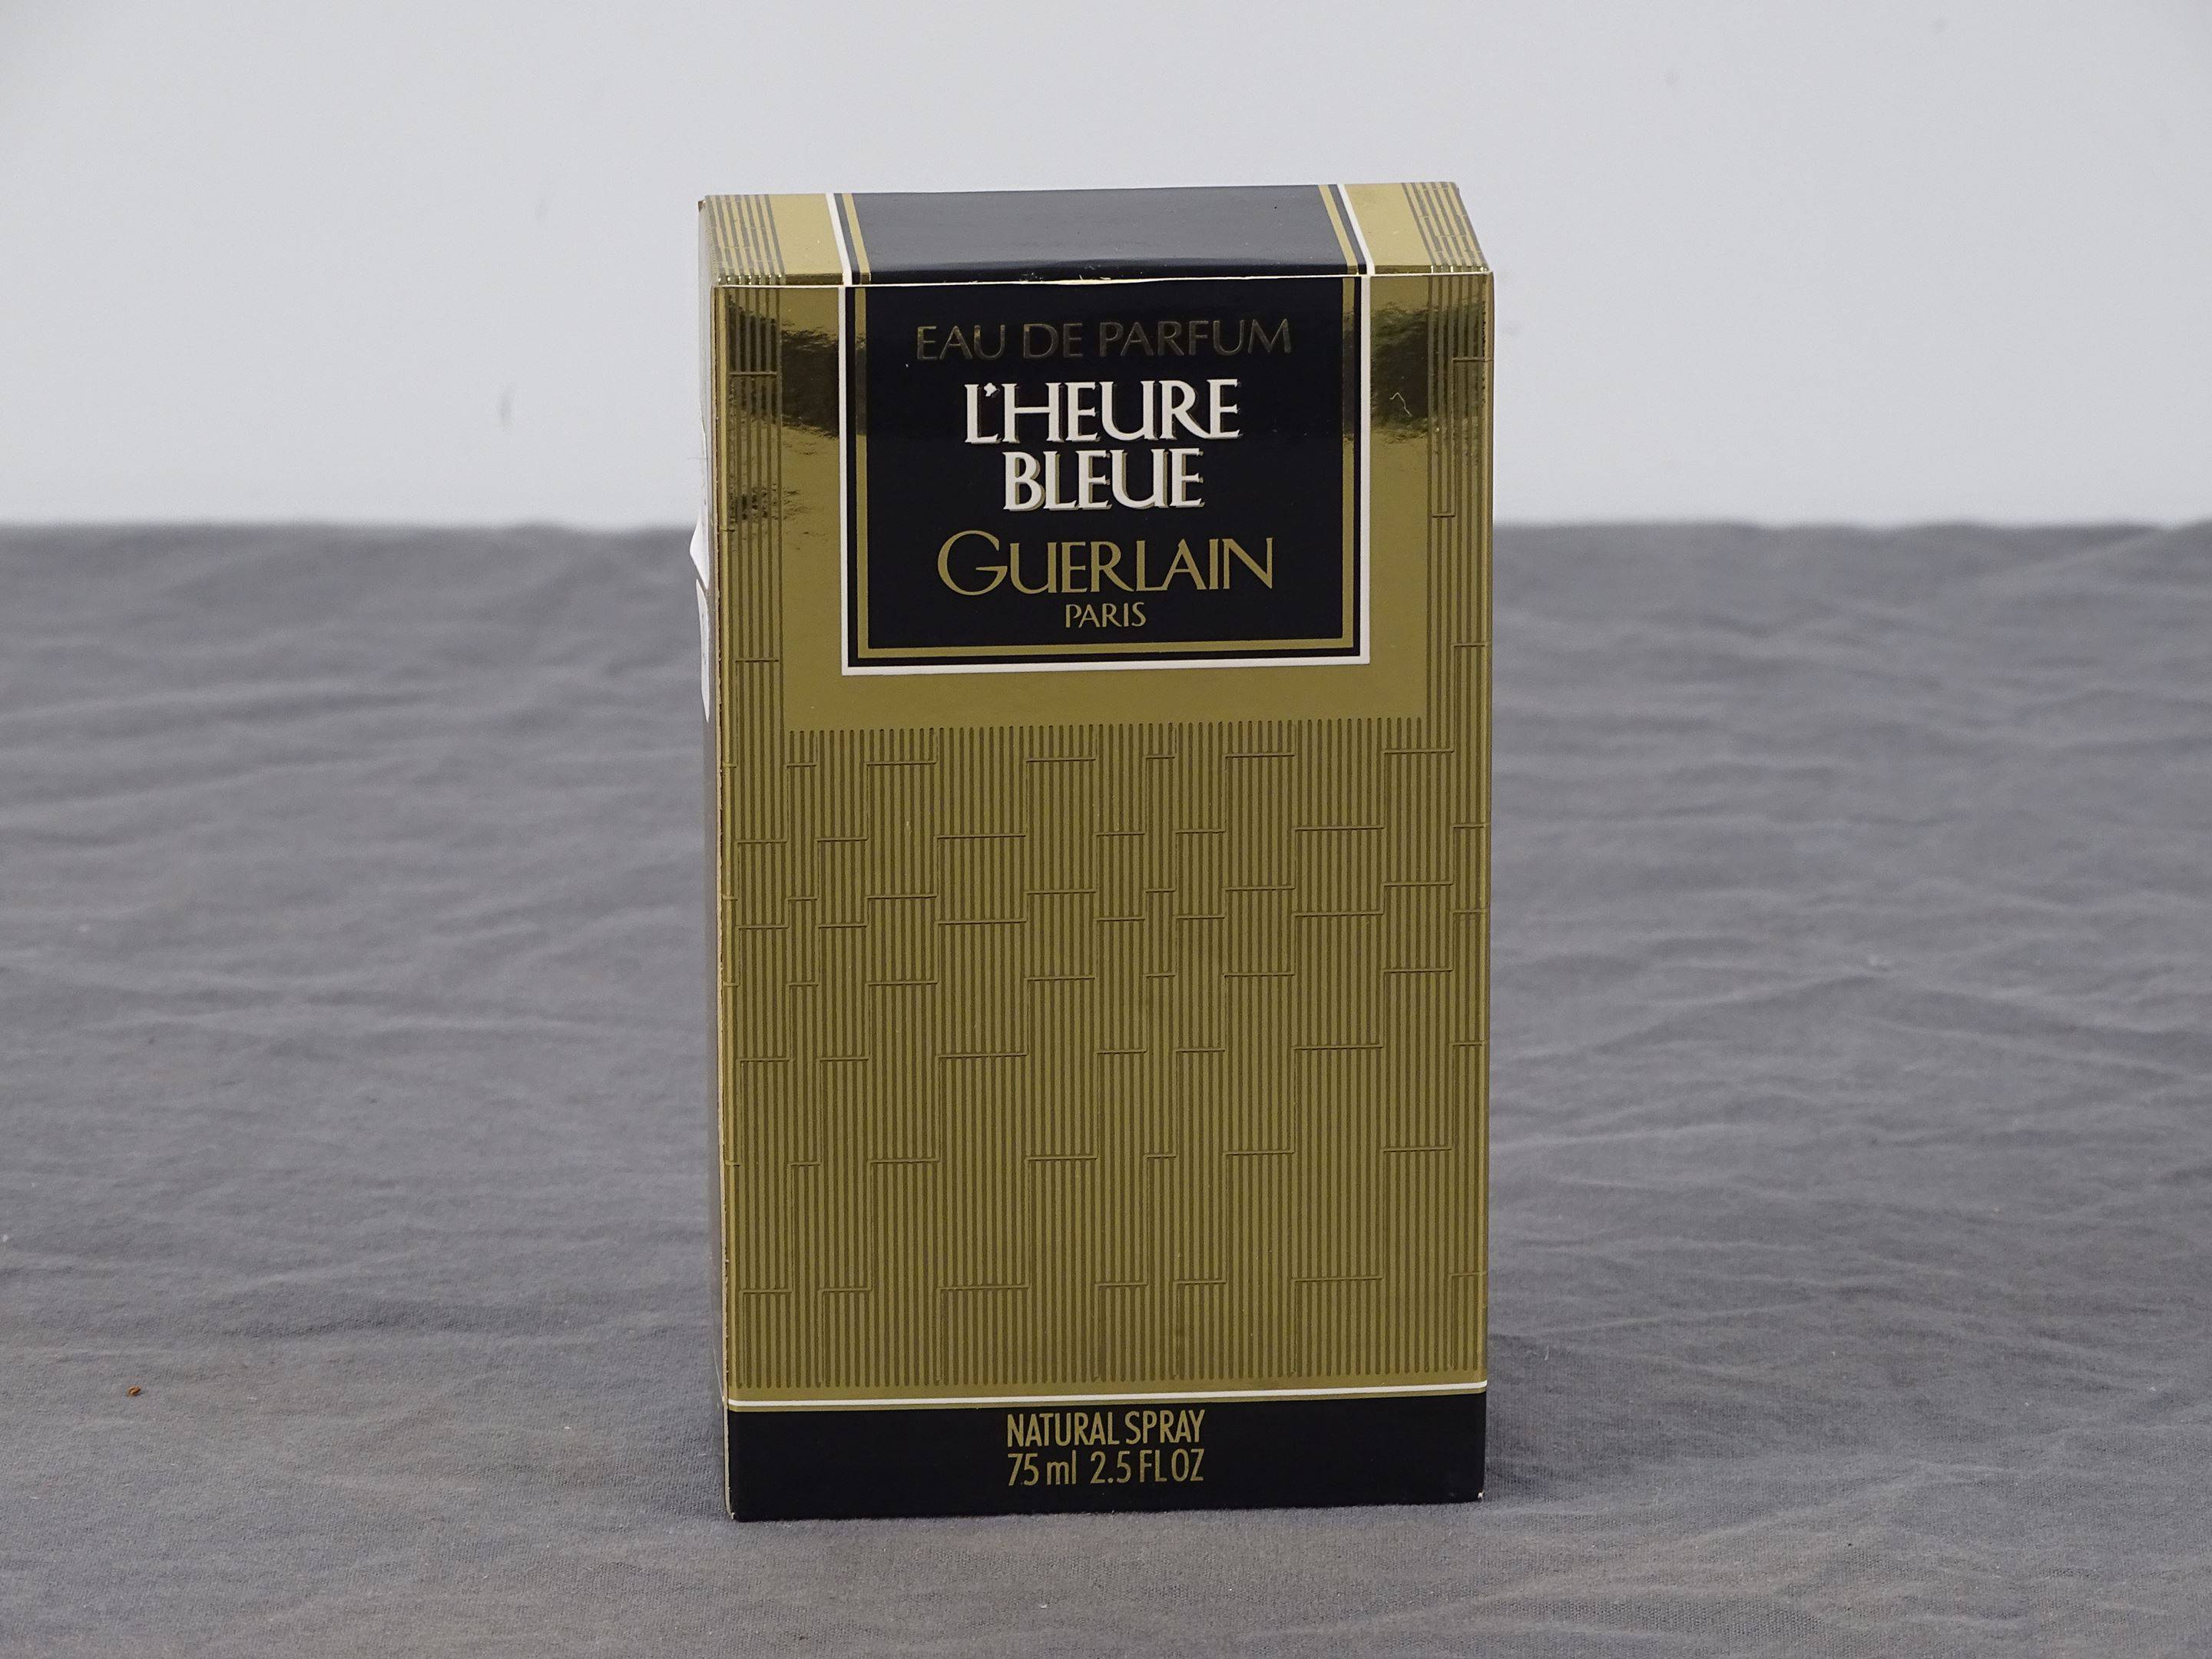 EAU DE PARFUM
L'HEURE
BLEUE
GUERLAIN
PARIS
NATURAL SPRAY
75 ml 2.5 FL OZ